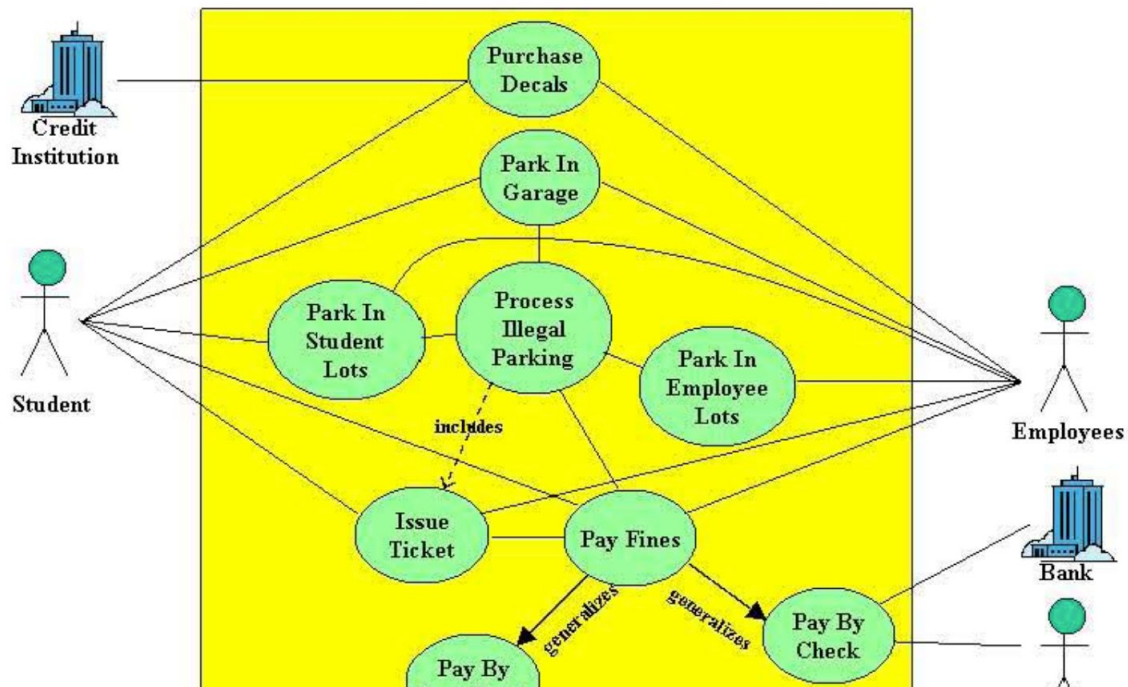 Purchase
Decals
Credit
Institution
Park In
Garage
Process
Illegal
Parking
Park In
Student
Lots
Park In
Employee
Lots
Student
Employees
includes
Issue
Ticket
Pay Fines
Bank
generalizes
generalizes
Pay By
Check
Pay By